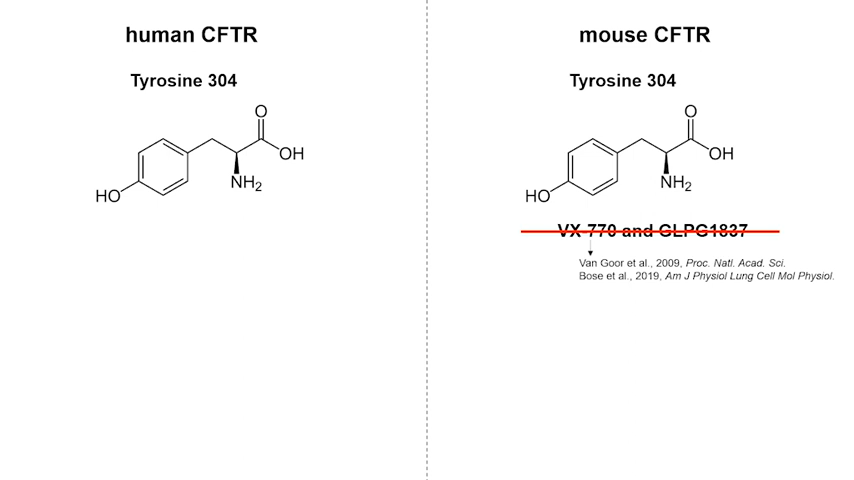 human CFTR
Tyrosine 304
O
OH
NH2
HO
mouse CFTR
Tyrosine 304
O
OH
NH2
HO
VX-770 and GLPG1837
Van Goor et al., 2009, Proc. Natl. Acad. Sci.
Bose et al., 2019, Am J Physiol Lung Cell Mol Physiol.